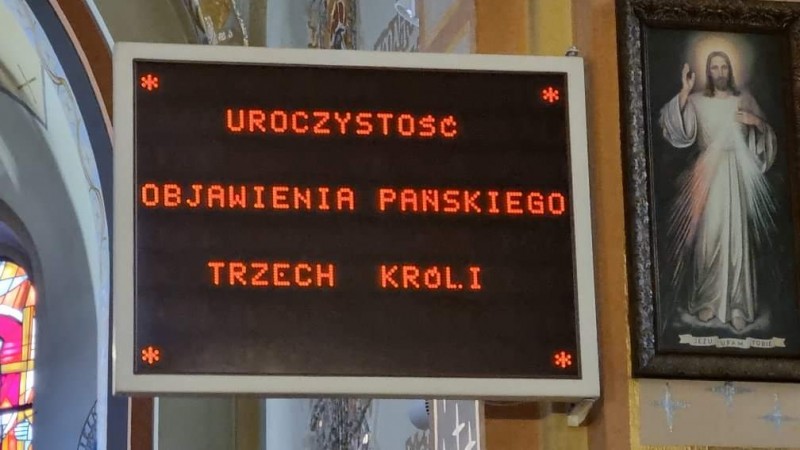 * *
UROCZYSTOŚĆ
OBJAWIENIA PAŃSKIEGO
TRZECH KRÓLI
* *
JEZU UFAM TOBIE